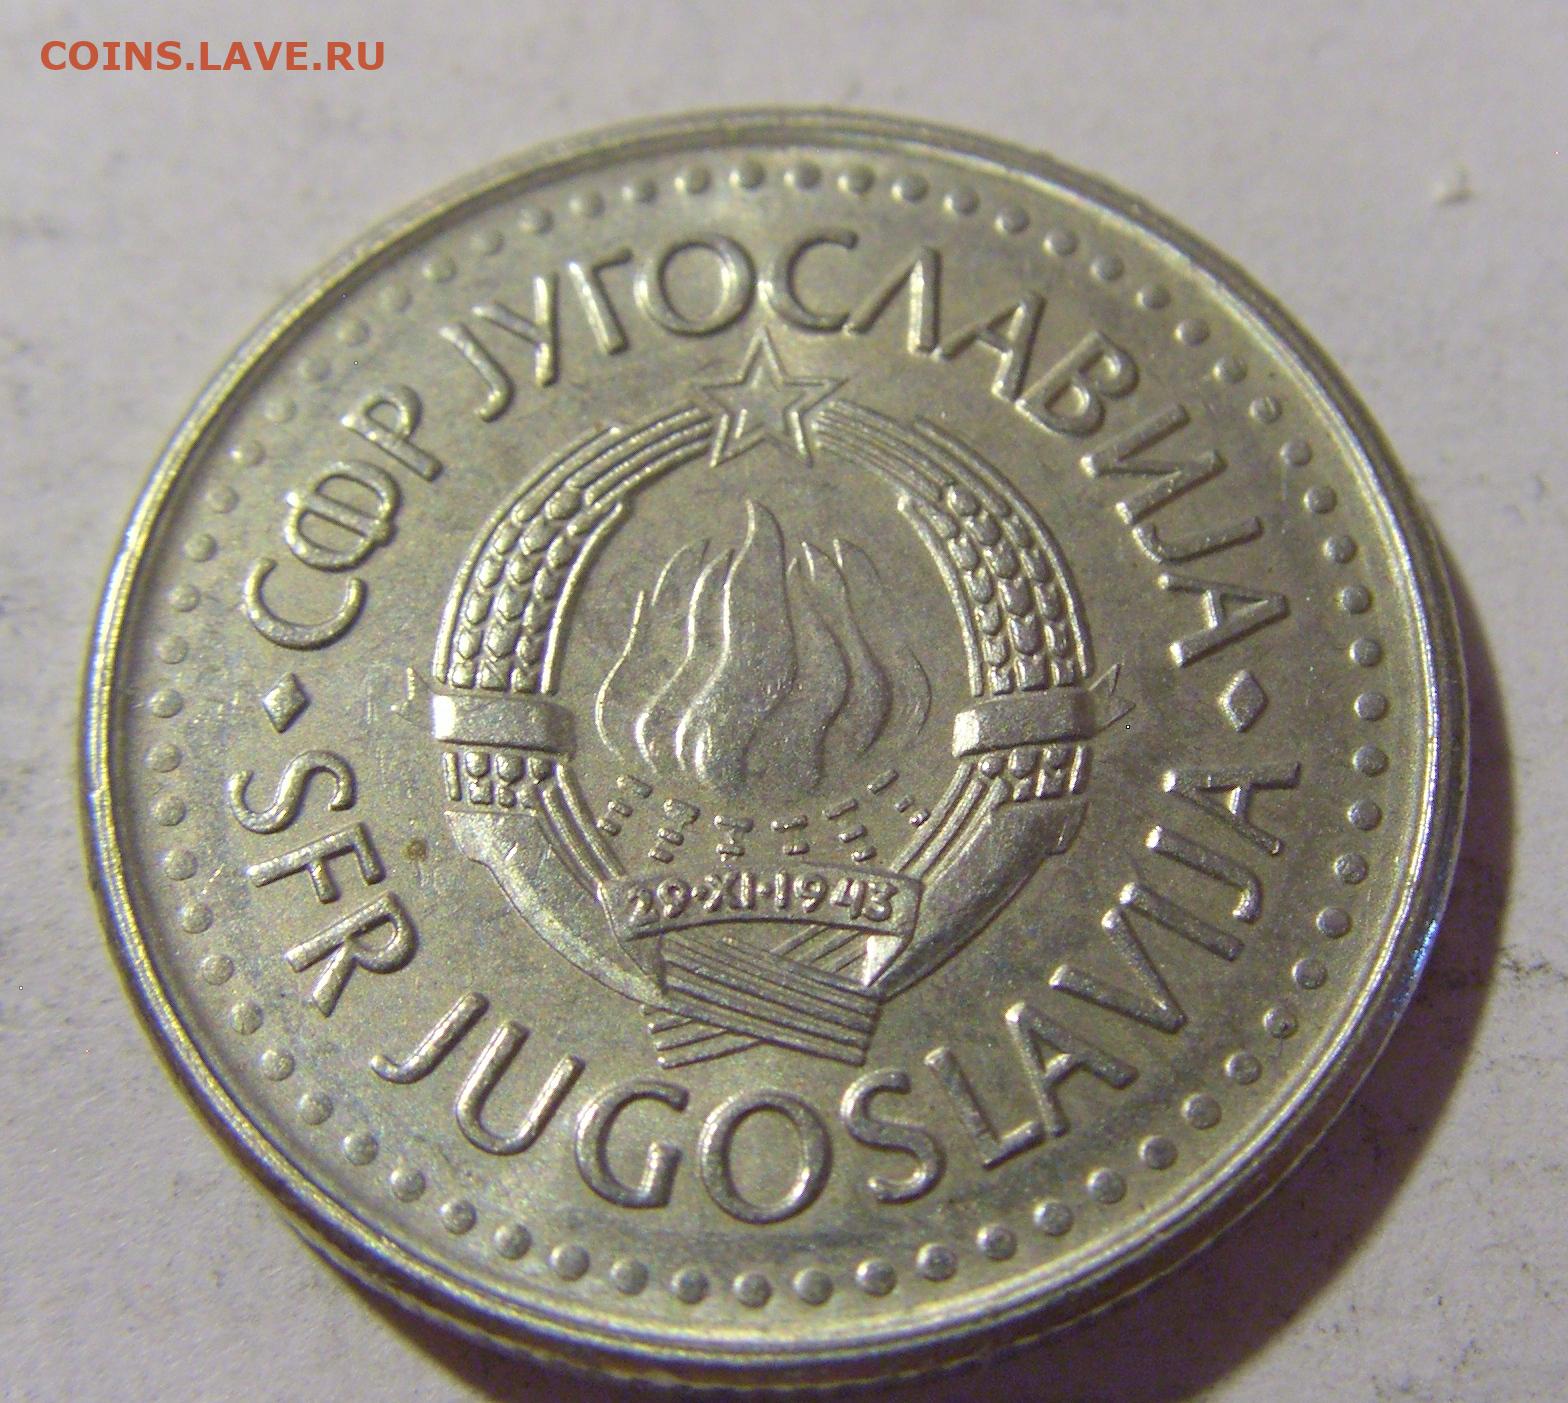 COINS.LAVE.RU
СФР ЈУГОСЛАВИЈА
SFR JUGOSLAVIJA
29·XI·1943